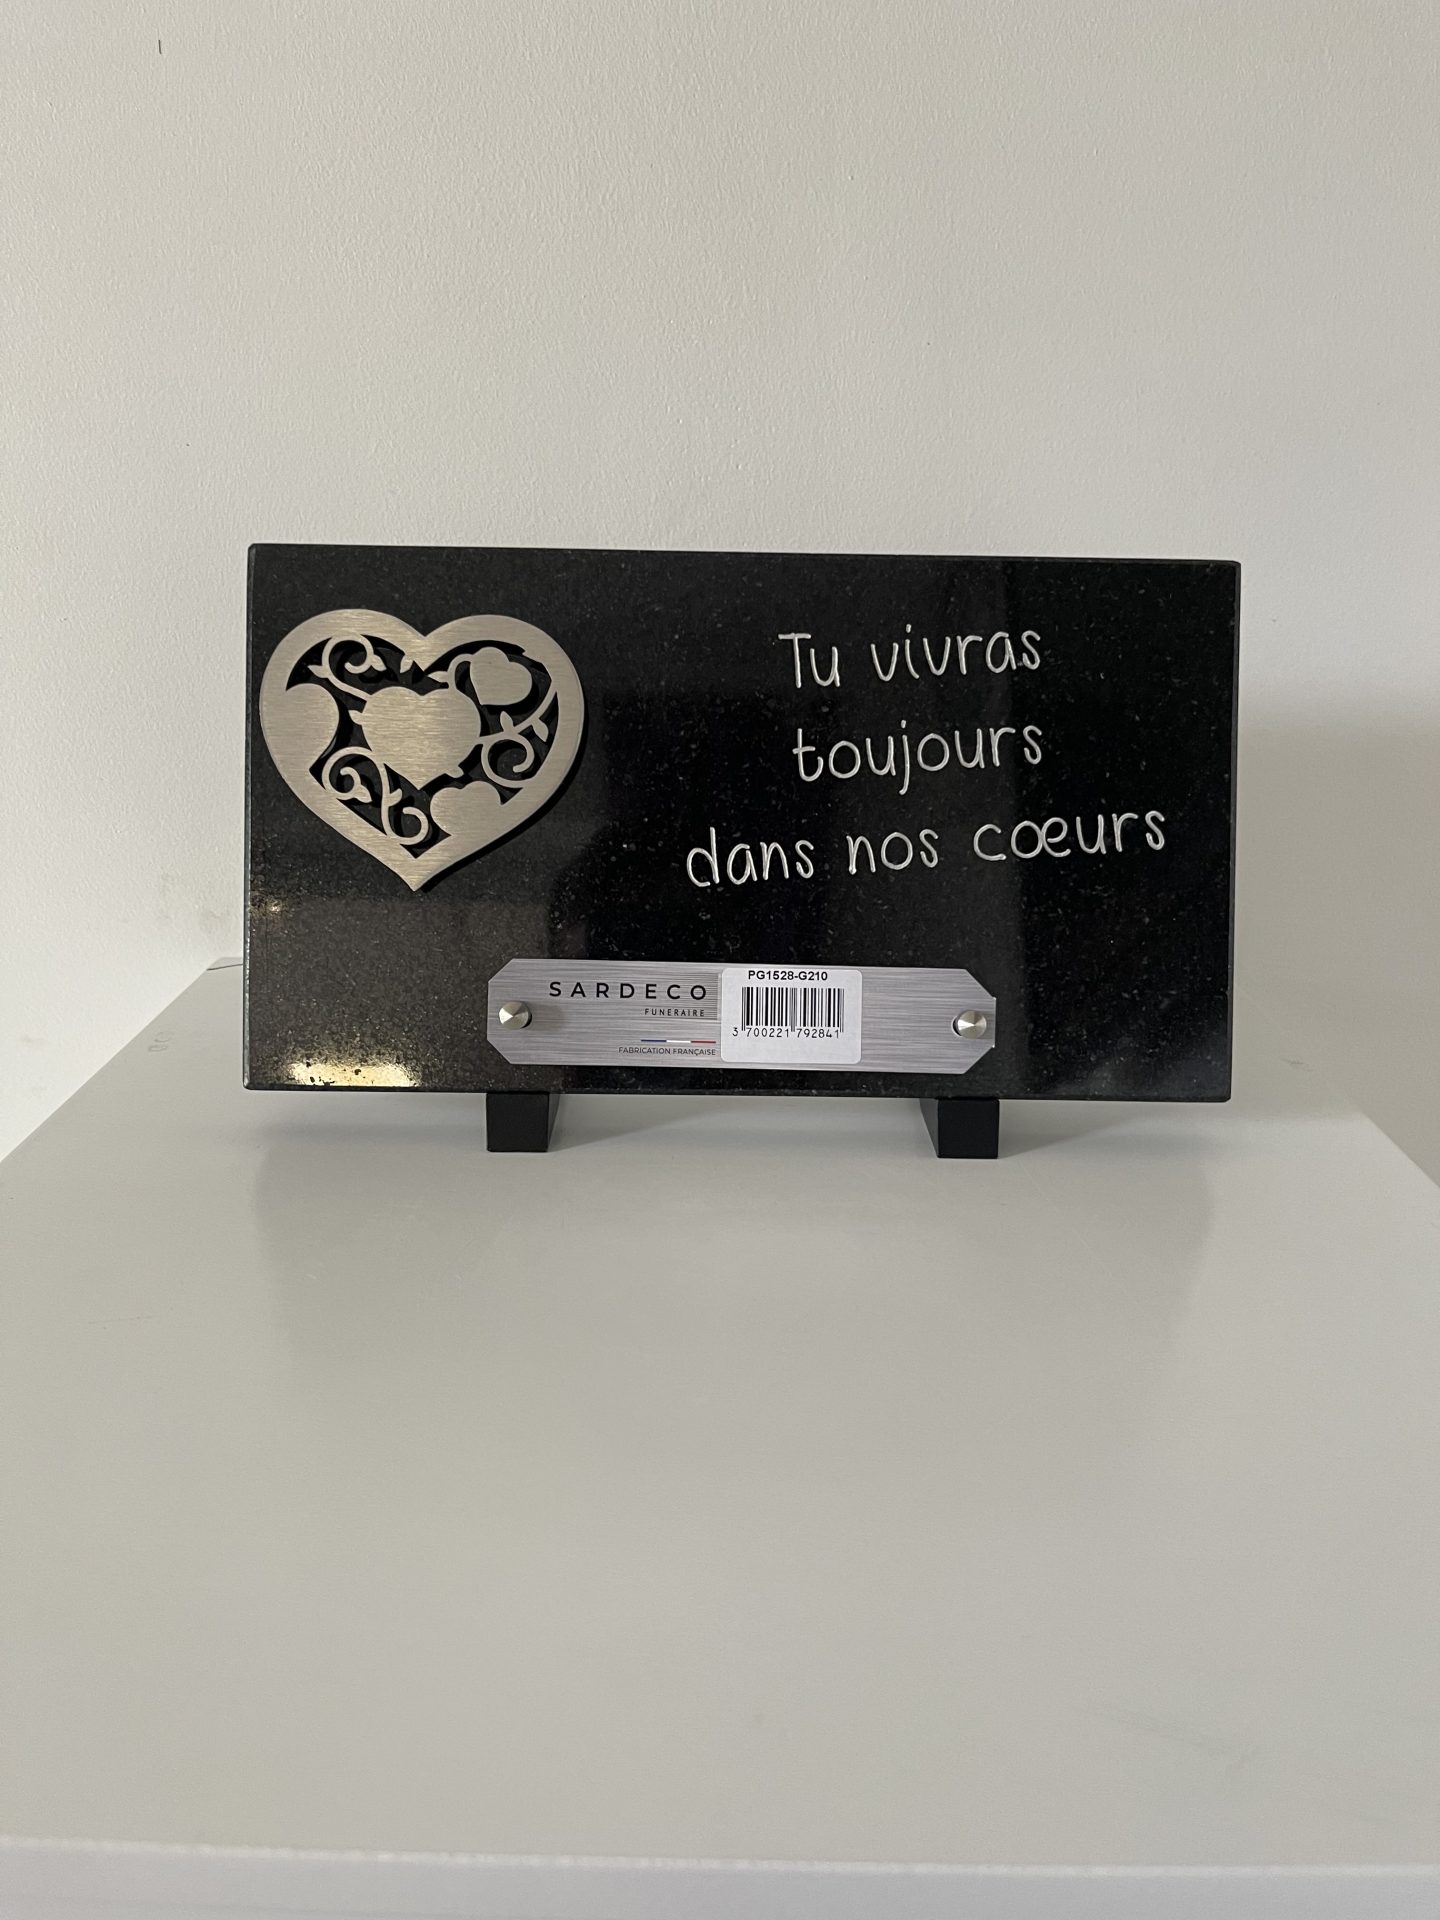 Tu vivras
toujours
dans nos cœurs
SARDECO
FUNERAIRE
FABRICATION FRANÇAISE
PG1528-G210
3 700221 792841